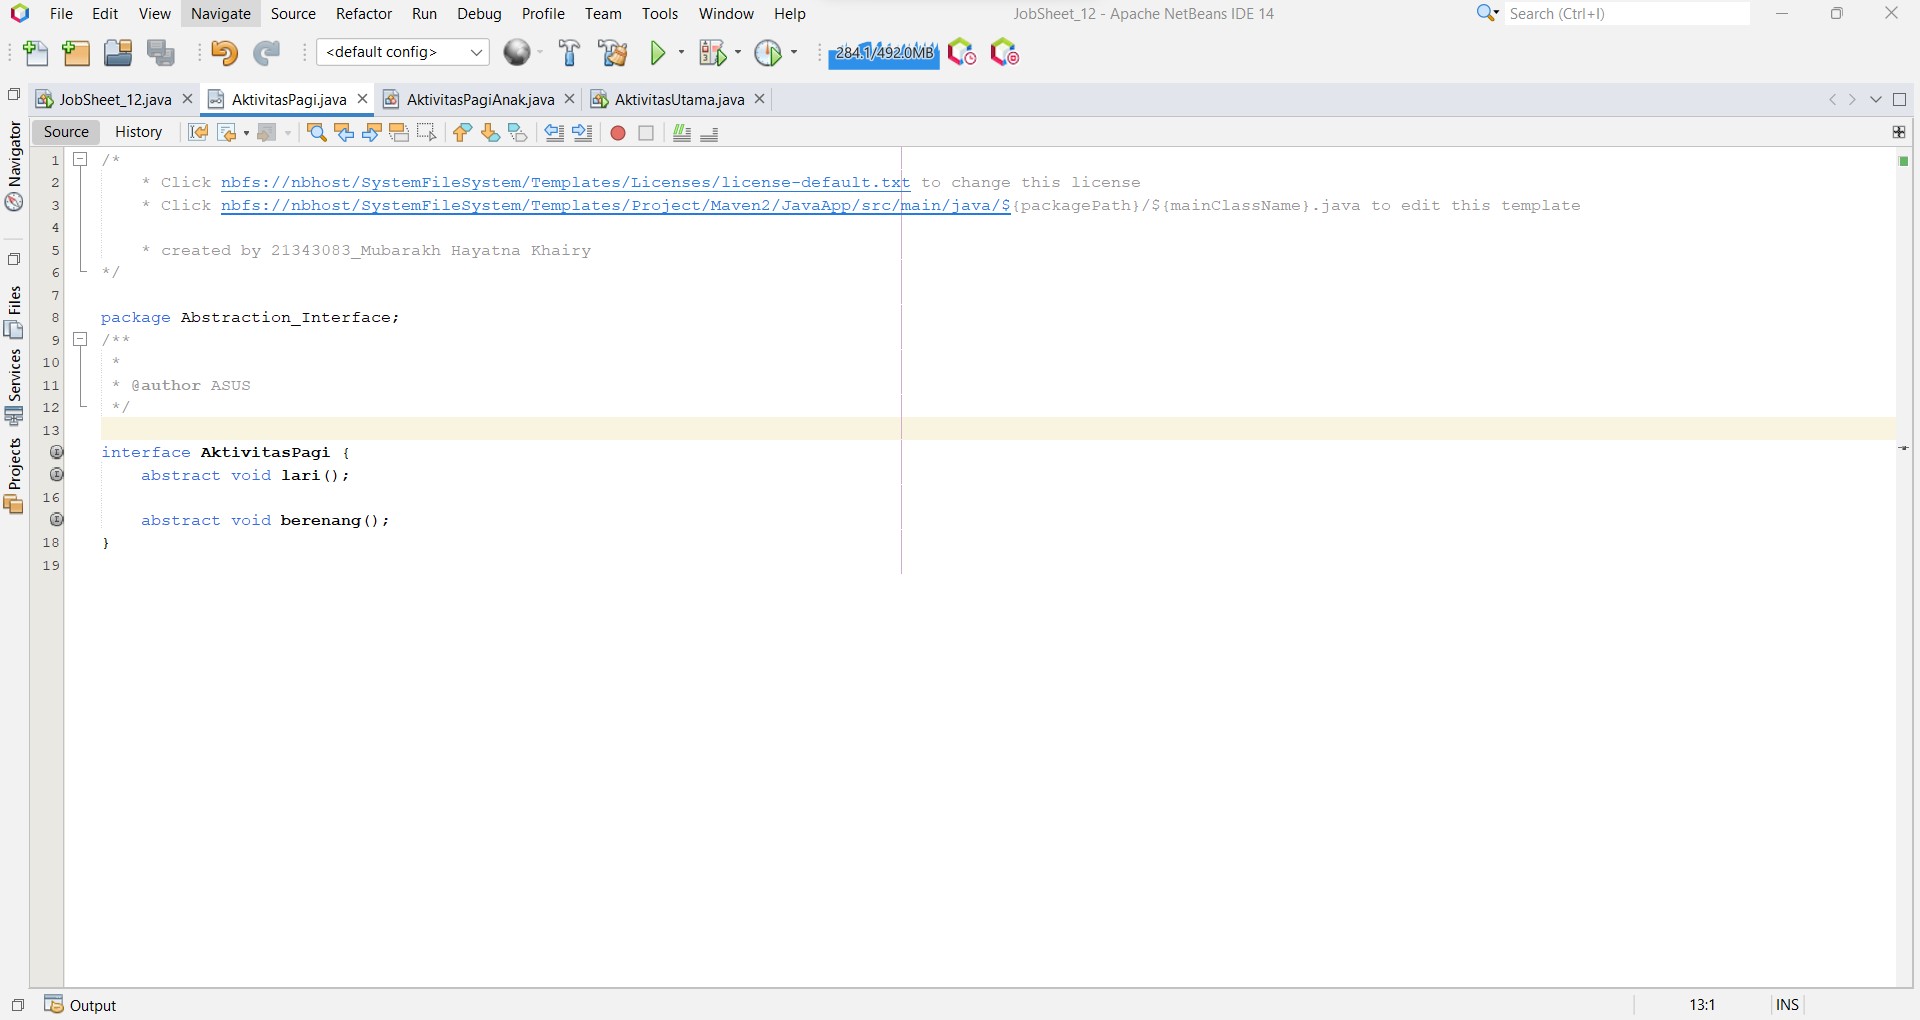 File Edit View Navigate Source Refactor Run Debug Profile Team Tools Window Help
JobSheet_12 - Apache NetBeans IDE 14
Search (Ctrl+I)
<default config>
284.1/492.0MB
JobSheet_12.java
AktivitasPagi.java
AktivitasPagiAnak.java
AktivitasUtama.java
Source History
Navigator
Files
Services
Projects
1 /*
2 * Click nbfs://nbhost/SystemFileSystem/Templates/Licenses/license-default.txt to change this license
3 * Click nbfs://nbhost/SystemFileSystem/Templates/Project/Maven2/JavaApp/src/main/java/${packagePath}/${mainClassName}.java to edit this template
4
5 * created by 21343083_Mubarakh Hayatna Khairy
6 */
7
8 package Abstraction_Interface;
9 /**
10 *
11 * @author ASUS
12 */
13
interface AktivitasPagi {
abstract void lari();
16
abstract void berenang();
18 }
19
Output
13:1
INS